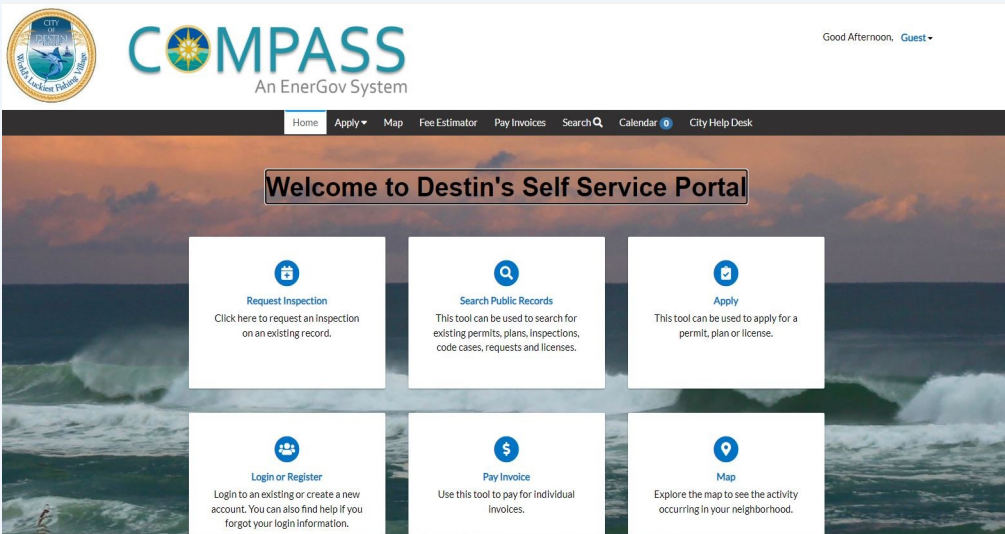 CITY
OF
DESTIN
World's Luckiest Fishing Village
COMPASS
An EnerGov System
Good Afternoon, Guest
Home Apply Map Fee Estimator Pay Invoices Search Calendar 0 City Help Desk
Welcome to Destin's Self Service Portal
Request Inspection
Click here to request an inspection
on an existing record.
Search Public Records
This tool can be used to search for
existing permits, plans, inspections,
code cases, requests and licenses.
Apply
This tool can be used to apply for a
permit, plan or license.
Login or Register
Login to an existing or create a new
account. You can also find help if you
forgot your login information.
Pay Invoice
Use this tool to pay for individual
invoices.
Map
Explore the map to see the activity
occurring in your neighborhood.